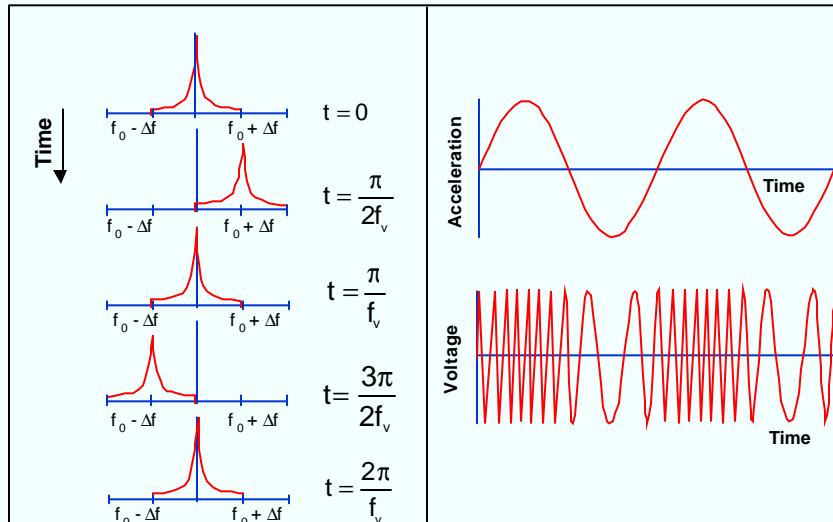 Time
f₀ - Δf f₀ + Δf
t = 0
f₀ - Δf f₀ + Δf
t = π/2fᵥ
f₀ - Δf f₀ + Δf
t = π/fᵥ
f₀ - Δf f₀ + Δf
t= 3π/2fᵥ
f₀ - Δf f₀ + Δf
t = 2π/fᵥ
Acceleration
Time
Voltage
Time